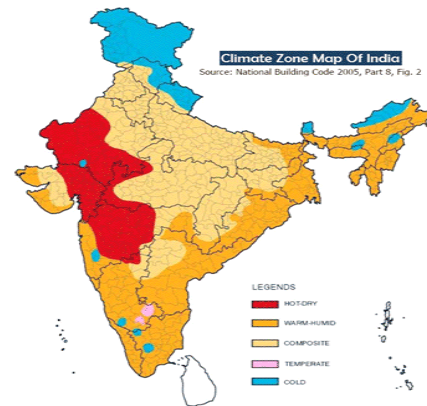 Climate Zone Map Of India
Source: National Building Code 2005, Part 8, Fig. 2
LEGENDS
HOT-DRY
WARM-HUMID
COMPOSITE
TEMPERATE
COLD